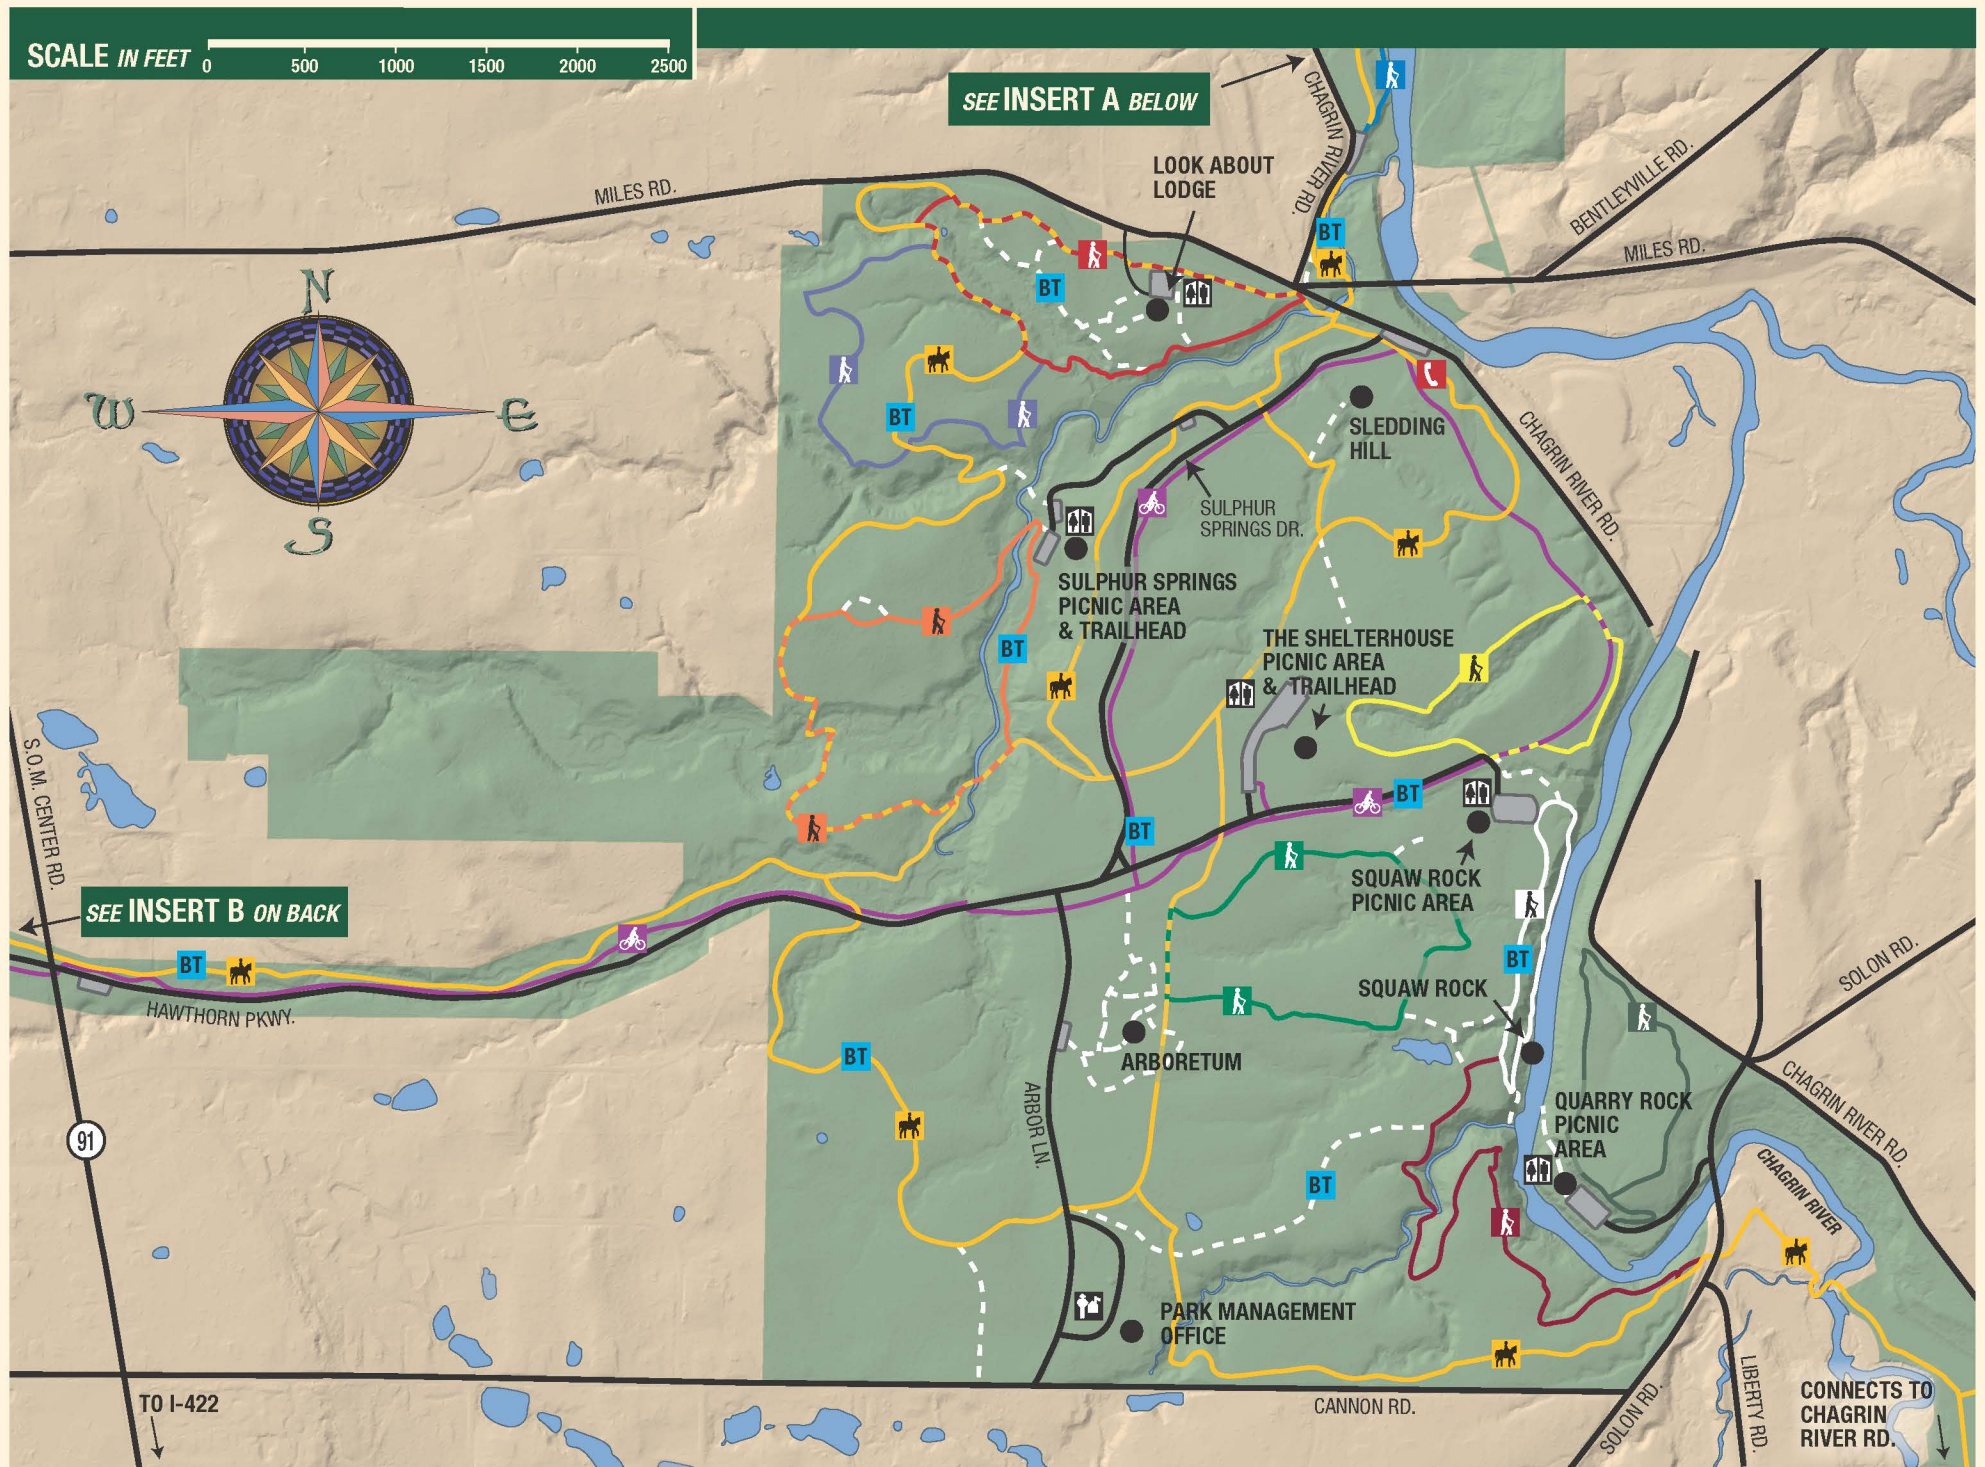 SCALE IN FEET
0 500 1000 1500 2000 2500
SEE INSERT A BELOW
CHAGRIN RIVER RD.
LOOK ABOUT
LODGE
MILES RD.
BENTLEYVILLE RD.
MILES RD.
BT
BT
N
W
E
S
BT
SLEDDING
HILL
CHAGRIN RIVER RD.
SULPHUR
SPRINGS DR.
SULPHUR SPRINGS
PICNIC AREA
& TRAILHEAD
BT
THE SHELTERHOUSE
PICNIC AREA
& TRAILHEAD
S.O.M. CENTER RD.
BT
BT
SQUAW ROCK
PICNIC AREA
SEE INSERT B ON BACK
BT
HAWTHORN PKWY.
BT
SOLON RD.
SQUAW ROCK
ARBORETUM
BT
ARBOR LN.
QUARRY ROCK
PICNIC
AREA
CHAGRIN RIVER RD.
91
BT
CHAGRIN RIVER
PARK MANAGEMENT
OFFICE
TO I-422
CANNON RD.
SOLON RD.
LIBERTY RD.
CONNECTS TO
CHAGRIN
RIVER RD.